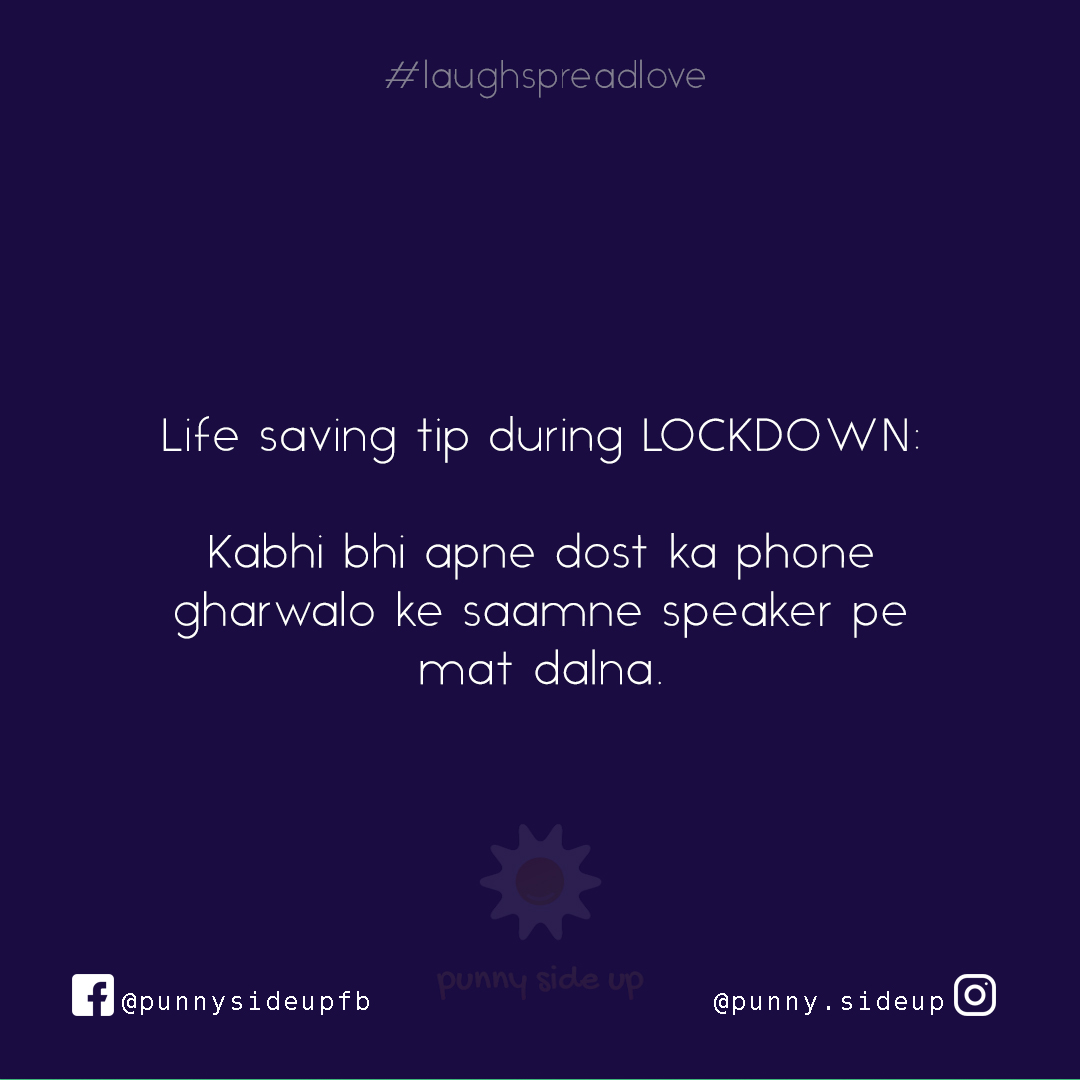 #laughspreadlove
Life saving tip during LOCKDOWN:
Kabhi bhi apne dost ka phone
gharwalo ke saamne speaker pe
mat dalna.
punny side up
@punnysideupfb
@punny.sideup